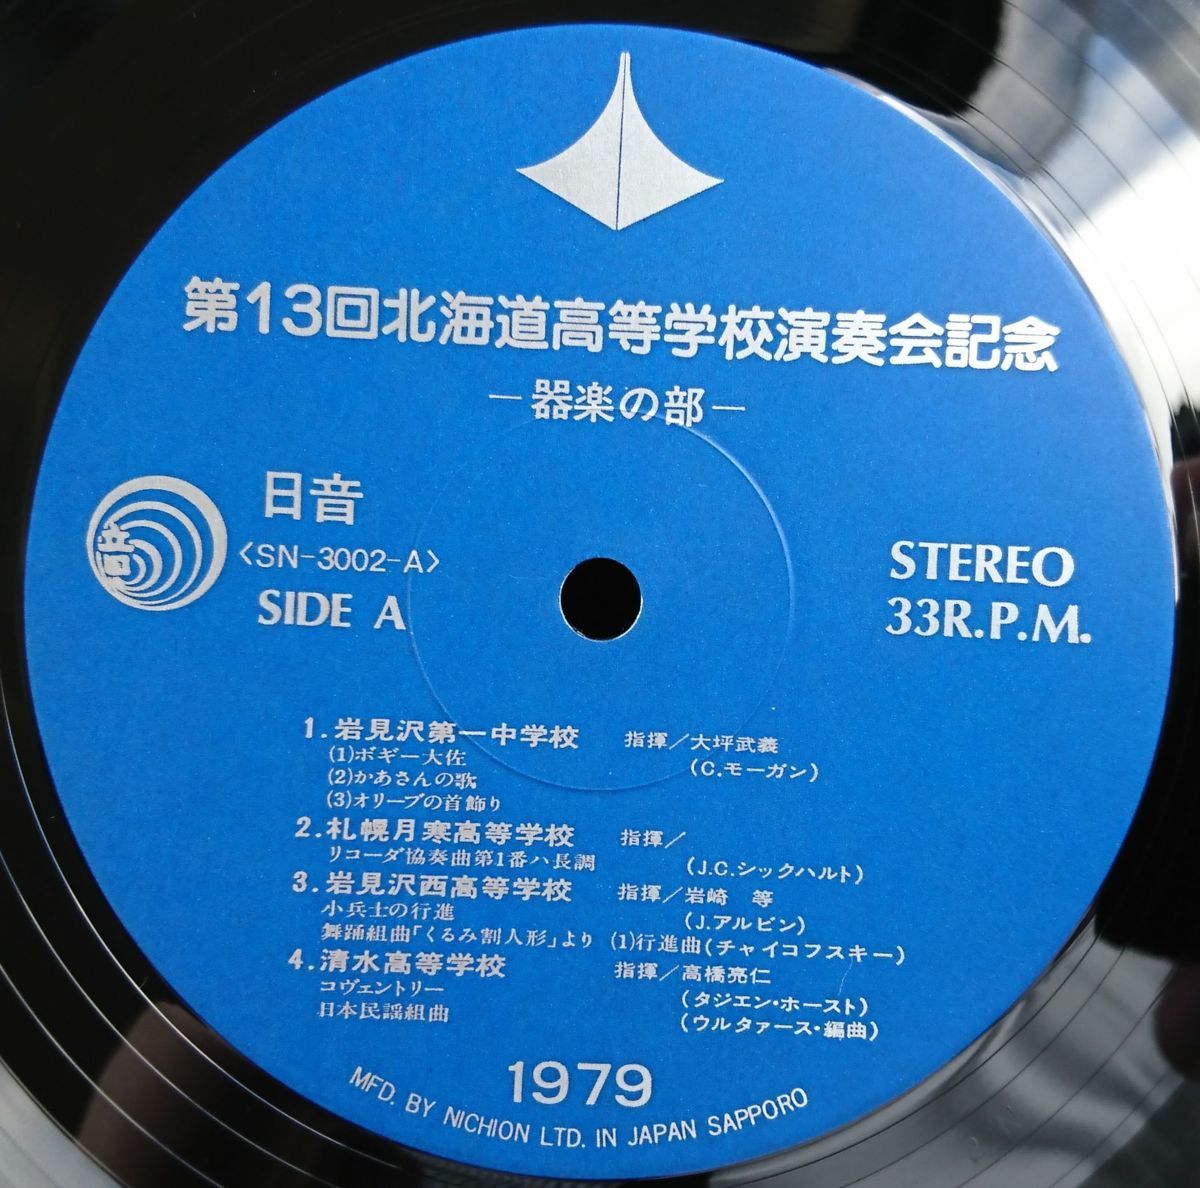 第13回北海道高等学校演奏会記念
―器楽の部―
日音
音
〈SN-3002-A〉
SIDE A
STEREO
33R.P.M.
1.岩見沢第一中学校 指揮／大坪武義
(1)ボギー大佐 (C.モーガン)
(2)かあさんの歌
(3)オリーブの首飾り
2.札幌月寒高等学校 指揮／
リコーダ協奏曲第1番ハ長調 (J.C.シックハルト)
3.岩見沢西高等学校 指揮／岩崎 等
小兵士の行進 (J.アルビン)
舞踊組曲「くるみ割人形」より (1)行進曲(チャイコフスキー)
4.清水高等学校 指揮／高橋亮仁
コヴェントリー (タジエン・ホースト)
日本民謡組曲 (ウルタァース・編曲)
1979
MFD. BY NICHION LTD. IN JAPAN SAPPORO